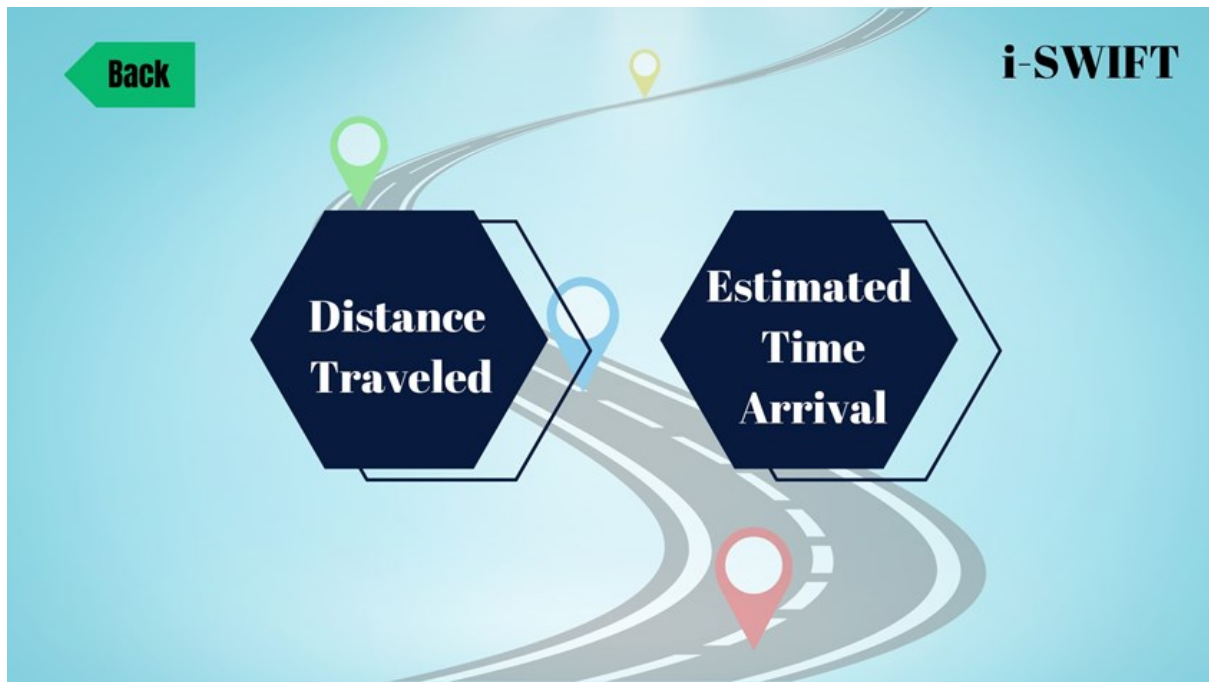 Back
i-SWIFT
Distance
Traveled
Estimated
Time
Arrival